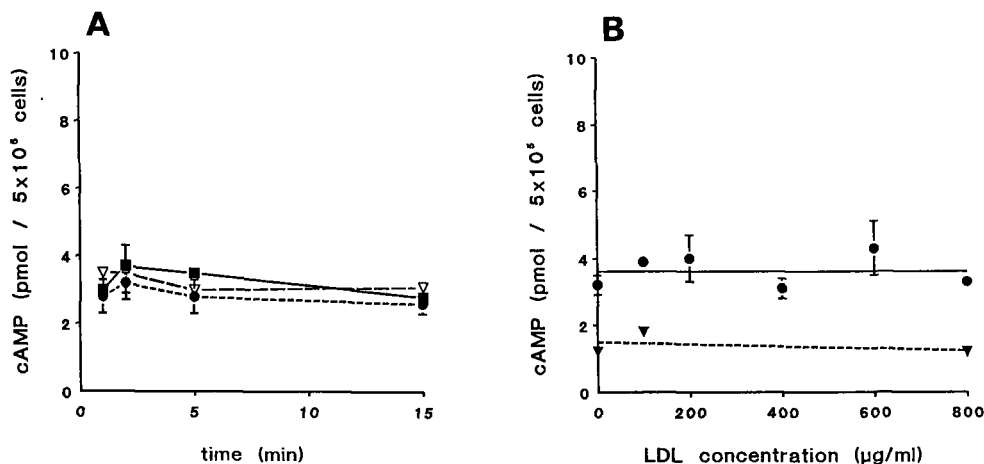 A
10
8
6
4
2
0
cAMP (pmol / 5x10⁵ cells)
0 5 10 15
time (min)
B
10
8
6
4
2
0
cAMP (pmol / 5x10⁵ cells)
0 200 400 600 800
LDL concentration (μg/ml)